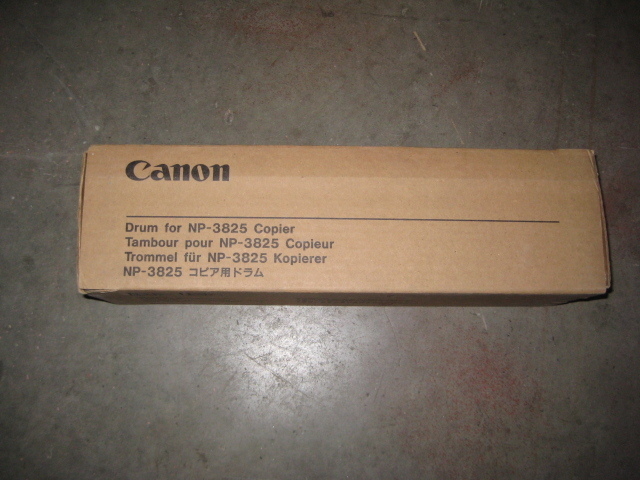 Canon
Drum for NP-3825 Copier
Tambour pour NP-3825 Copieur
Trommel für NP-3825 Kopierer
NP-3825 コピア用ドラム